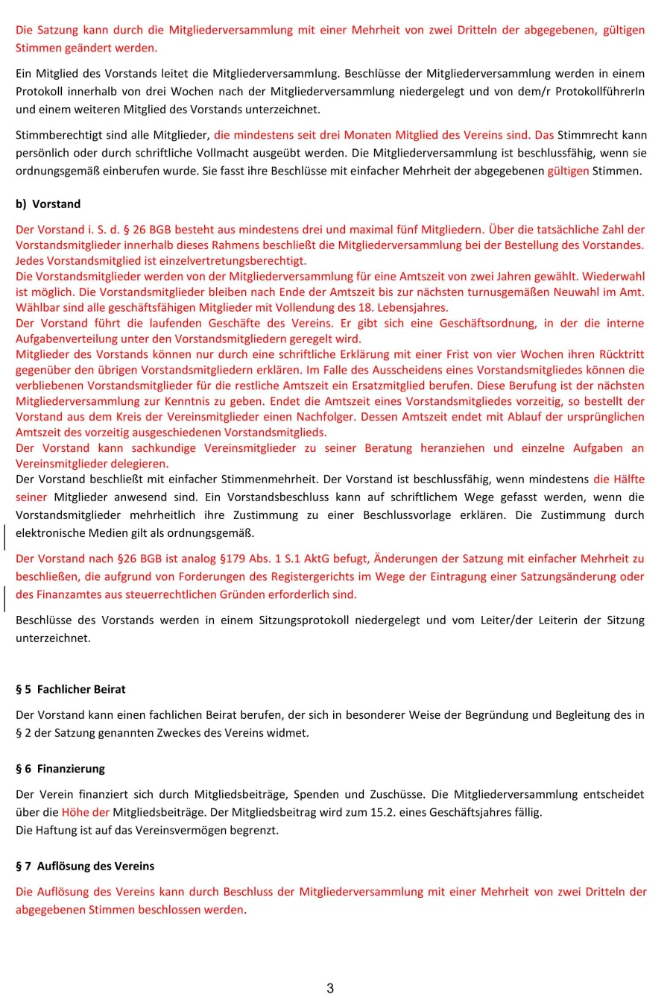 Die Satzung kann durch die Mitgliederversammlung mit einer Mehrheit von zwei Dritteln der abgegebenen, gültigen
Stimmen geändert werden.
Ein Mitglied des Vorstands leitet die Mitgliederversammlung. Beschlüsse der Mitgliederversammlung werden in einem
Protokoll innerhalb von drei Wochen nach der Mitgliederversammlung niedergelegt und von dem/r ProtokollführerIn
und einem weiteren Mitglied des Vorstands unterzeichnet.
Stimmberechtigt sind alle Mitglieder, die mindestens seit drei Monaten Mitglied des Vereins sind. Das Stimmrecht kann
persönlich oder durch schriftliche Vollmacht ausgeübt werden. Die Mitgliederversammlung ist beschlussfähig, wenn sie
ordnungsgemäß einberufen wurde. Sie fasst ihre Beschlüsse mit einfacher Mehrheit der abgegebenen gültigen Stimmen.
b) Vorstand
Der Vorstand i. S. d. § 26 BGB besteht aus mindestens drei und maximal fünf Mitgliedern. Über die tatsächliche Zahl der
Vorstandsmitglieder innerhalb dieses Rahmens beschließt die Mitgliederversammlung bei der Bestellung des Vorstandes.
Jedes Vorstandsmitglied ist einzelvertretungsberechtigt.
Die Vorstandsmitglieder werden von der Mitgliederversammlung für eine Amtszeit von zwei Jahren gewählt. Wiederwahl
ist möglich. Die Vorstandsmitglieder bleiben nach Ende der Amtszeit bis zur nächsten turnusgemäßen Neuwahl im Amt.
Wählbar sind alle geschäftsfähigen Mitglieder mit Vollendung des 18. Lebensjahres.
Der Vorstand führt die laufenden Geschäfte des Vereins. Er gibt sich eine Geschäftsordnung, in der die interne
Aufgabenverteilung unter den Vorstandsmitgliedern geregelt wird.
Mitglieder des Vorstands können nur durch eine schriftliche Erklärung mit einer Frist von vier Wochen ihren Rücktritt
gegenüber den übrigen Vorstandsmitgliedern erklären. Im Falle des Ausscheidens eines Vorstandsmitgliedes können die
verbliebenen Vorstandsmitglieder für die restliche Amtszeit ein Ersatzmitglied berufen. Diese Berufung ist der nächsten
Mitgliederversammlung zur Kenntnis zu geben. Endet die Amtszeit eines Vorstandsmitgliedes vorzeitig, so bestellt der
Vorstand aus dem Kreis der Vereinsmitglieder einen Nachfolger. Dessen Amtszeit endet mit Ablauf der ursprünglichen
Amtszeit des vorzeitig ausgeschiedenen Vorstandsmitglieds.
Der Vorstand kann sachkundige Vereinsmitglieder zu seiner Beratung heranziehen und einzelne Aufgaben an
Vereinsmitglieder delegieren.
Der Vorstand beschließt mit einfacher Stimmenmehrheit. Der Vorstand ist beschlussfähig, wenn mindestens die Hälfte
seiner Mitglieder anwesend sind. Ein Vorstandsbeschluss kann auf schriftlichem Wege gefasst werden, wenn die
Vorstandsmitglieder mehrheitlich ihre Zustimmung zu einer Beschlussvorlage erklären. Die Zustimmung durch
elektronische Medien gilt als ordnungsgemäß.
Der Vorstand nach §26 BGB ist analog §179 Abs. 1 S.1 AktG befugt, Änderungen der Satzung mit einfacher Mehrheit zu
beschließen, die aufgrund von Forderungen des Registergerichts im Wege der Eintragung einer Satzungsänderung oder
des Finanzamtes aus steuerrechtlichen Gründen erforderlich sind.
Beschlüsse des Vorstands werden in einem Sitzungsprotokoll niedergelegt und vom Leiter/der Leiterin der Sitzung
unterzeichnet.
§ 5 Fachlicher Beirat
Der Vorstand kann einen fachlichen Beirat berufen, der sich in besonderer Weise der Begründung und Begleitung des in
§ 2 der Satzung genannten Zweckes des Vereins widmet.
§ 6 Finanzierung
Der Verein finanziert sich durch Mitgliedsbeiträge, Spenden und Zuschüsse. Die Mitgliederversammlung entscheidet
über die Höhe der Mitgliedsbeiträge. Der Mitgliedsbeitrag wird zum 15.2. eines Geschäftsjahres fällig.
Die Haftung ist auf das Vereinsvermögen begrenzt.
§ 7 Auflösung des Vereins
Die Auflösung des Vereins kann durch Beschluss der Mitgliederversammlung mit einer Mehrheit von zwei Dritteln der
abgegebenen Stimmen beschlossen werden.
3